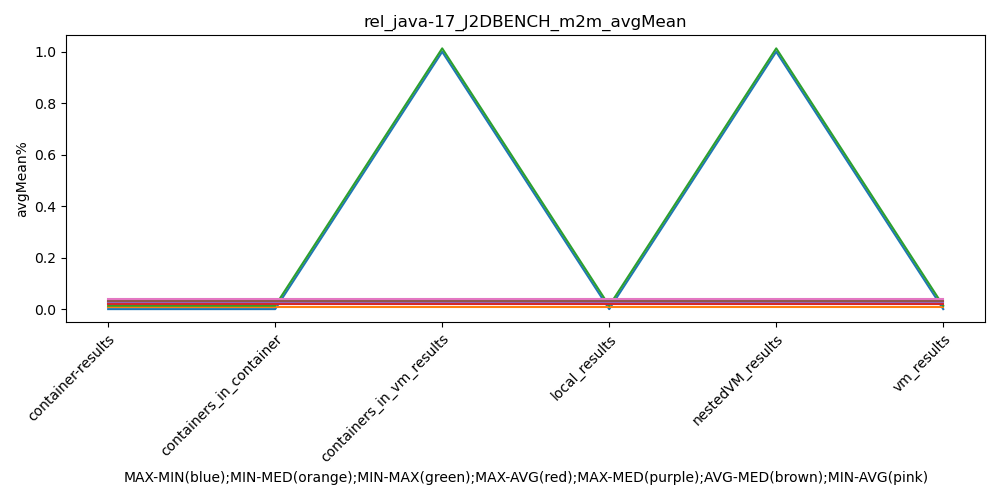 rel_java-17_J2DBENCH_m2m_avgMean
avgMean%
1.0
0.8
0.6
0.4
0.2
0.0
container-results
containers_in_container
containers_in_vm_results
local_results
nestedVM_results
vm_results
MAX-MIN(blue);MIN-MED(orange);MIN-MAX(green);MAX-AVG(red);MAX-MED(purple);AVG-MED(brown);MIN-AVG(pink)